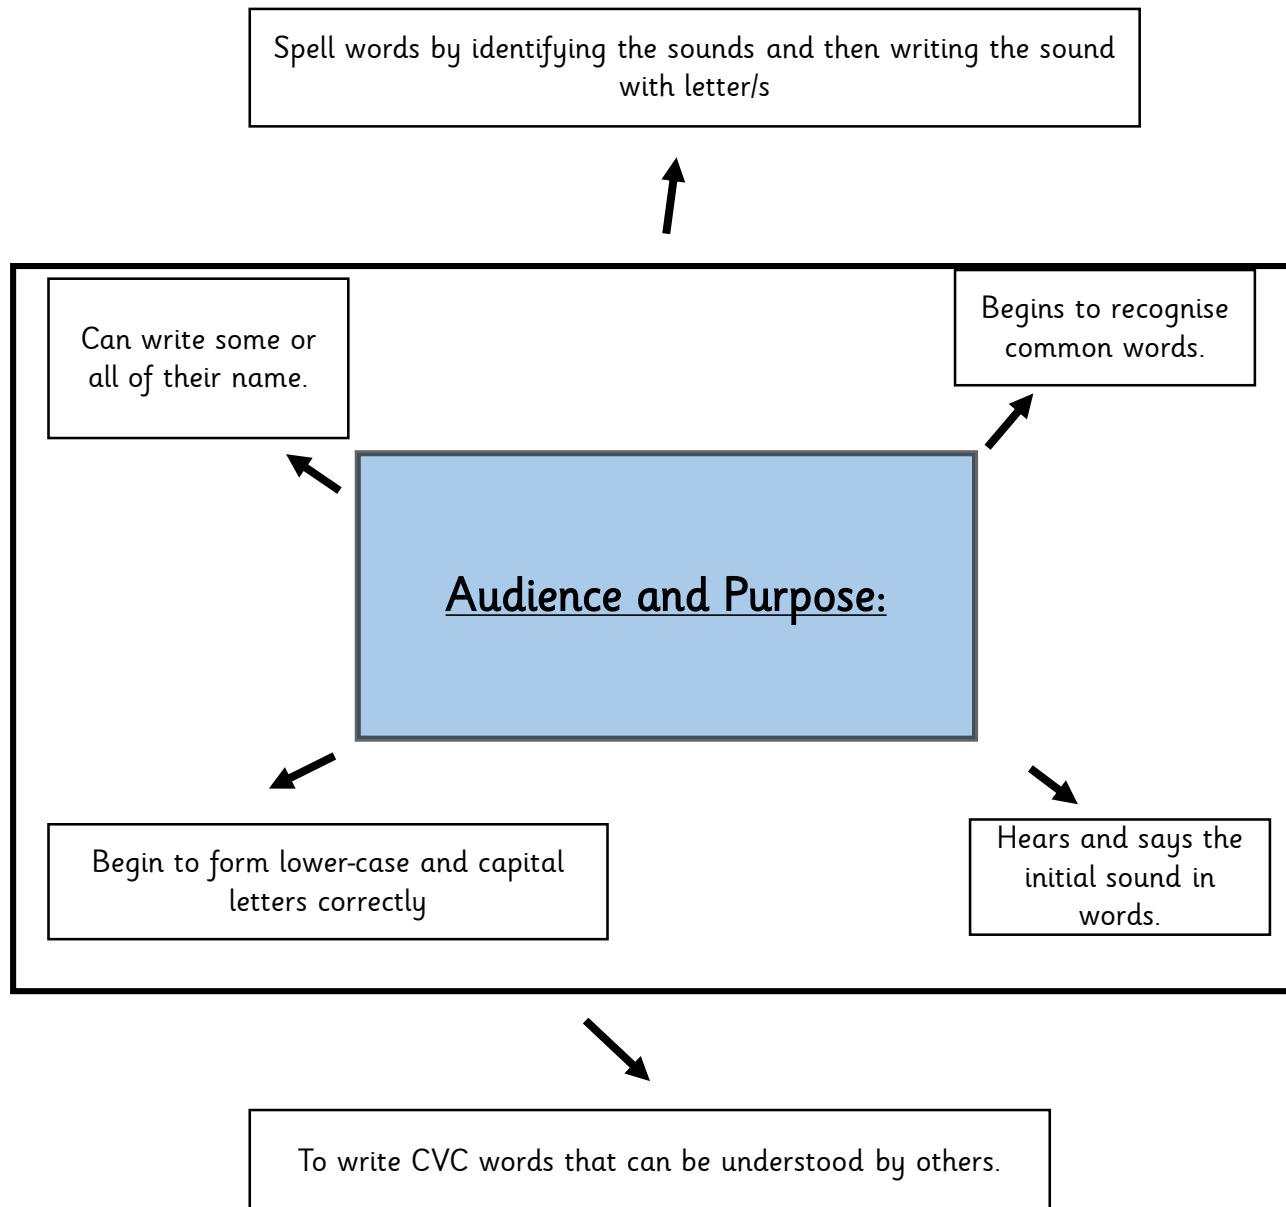 Spell words by identifying the sounds and then writing the sound
with letter/s
Can write some or
all of their name.
Begins to recognise
common words.
Audience and Purpose:
Begin to form lower-case and capital
letters correctly
Hears and says the
initial sound in
words.
To write CVC words that can be understood by others.